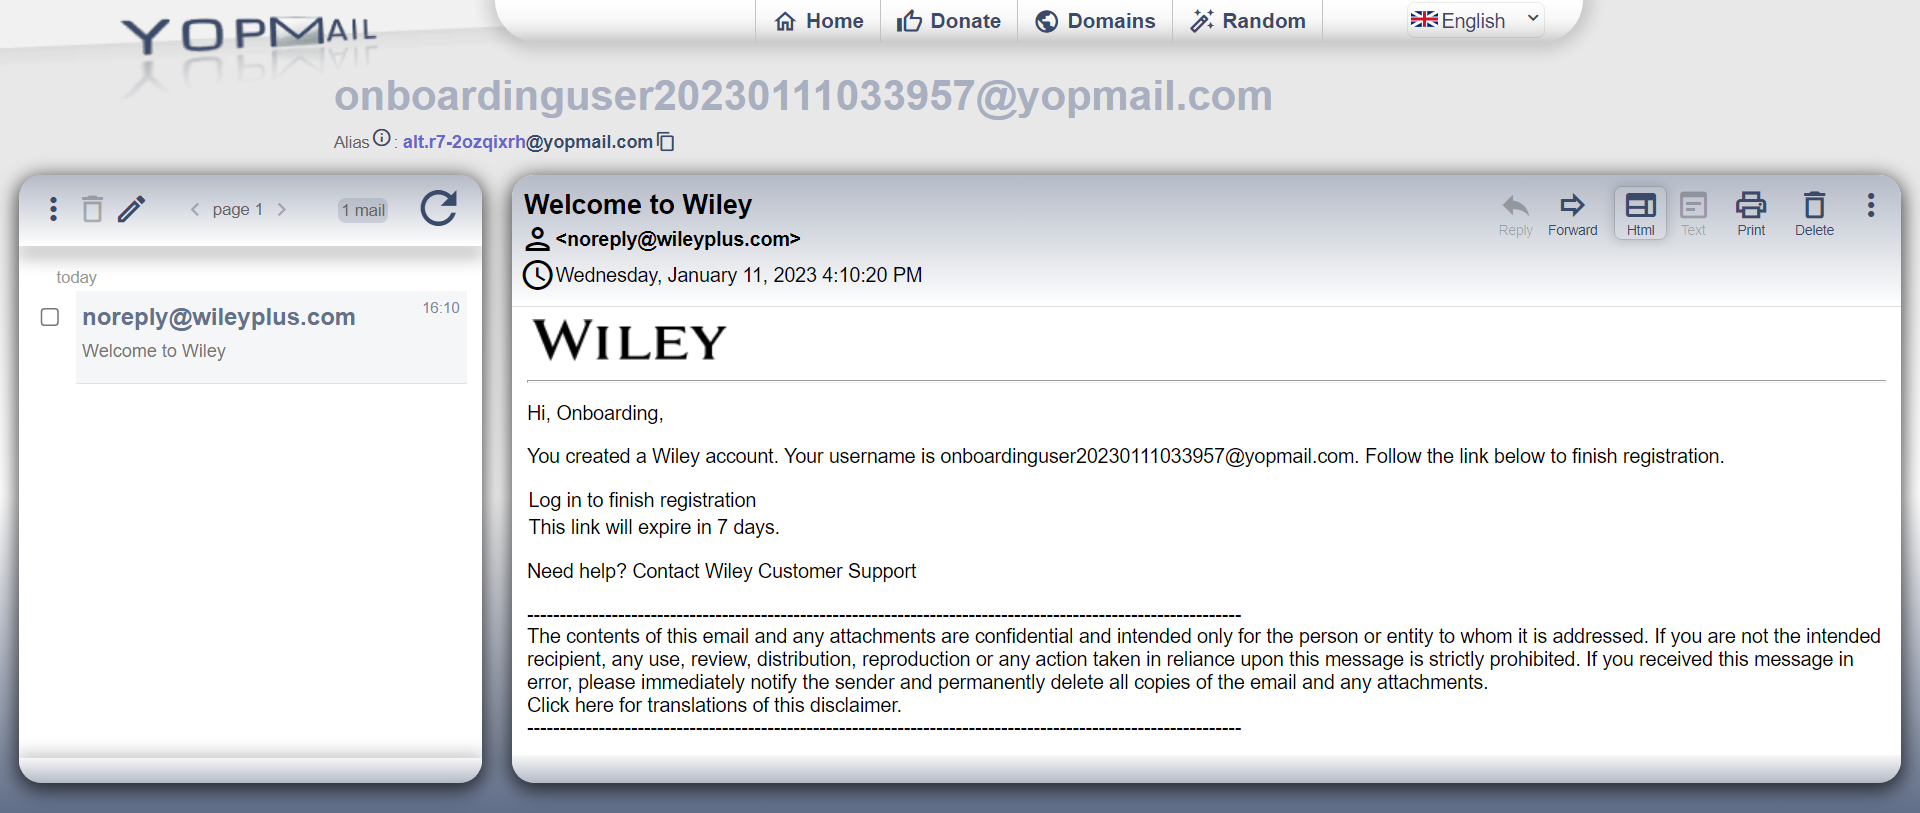 YOPMAIL
Home
Donate
Domains
Random
English
onboardinguser20230111033957@yopmail.com
Alias : alt.r7-2ozqixrh@yopmail.com
page 1
1 mail
today
noreply@wileyplus.com
16:10
Welcome to Wiley
Welcome to Wiley
<noreply@wileyplus.com>
Wednesday, January 11, 2023 4:10:20 PM
Reply
Forward
Html
Text
Print
Delete
WILEY
Hi, Onboarding,
You created a Wiley account. Your username is onboardinguser20230111033957@yopmail.com. Follow the link below to finish registration.
Log in to finish registration
This link will expire in 7 days.
Need help? Contact Wiley Customer Support
--------------------------------------------------------------------------------------------------------------
The contents of this email and any attachments are confidential and intended only for the person or entity to whom it is addressed. If you are not the intended
recipient, any use, review, distribution, reproduction or any action taken in reliance upon this message is strictly prohibited. If you received this message in
error, please immediately notify the sender and permanently delete all copies of the email and any attachments.
Click here for translations of this disclaimer.
--------------------------------------------------------------------------------------------------------------